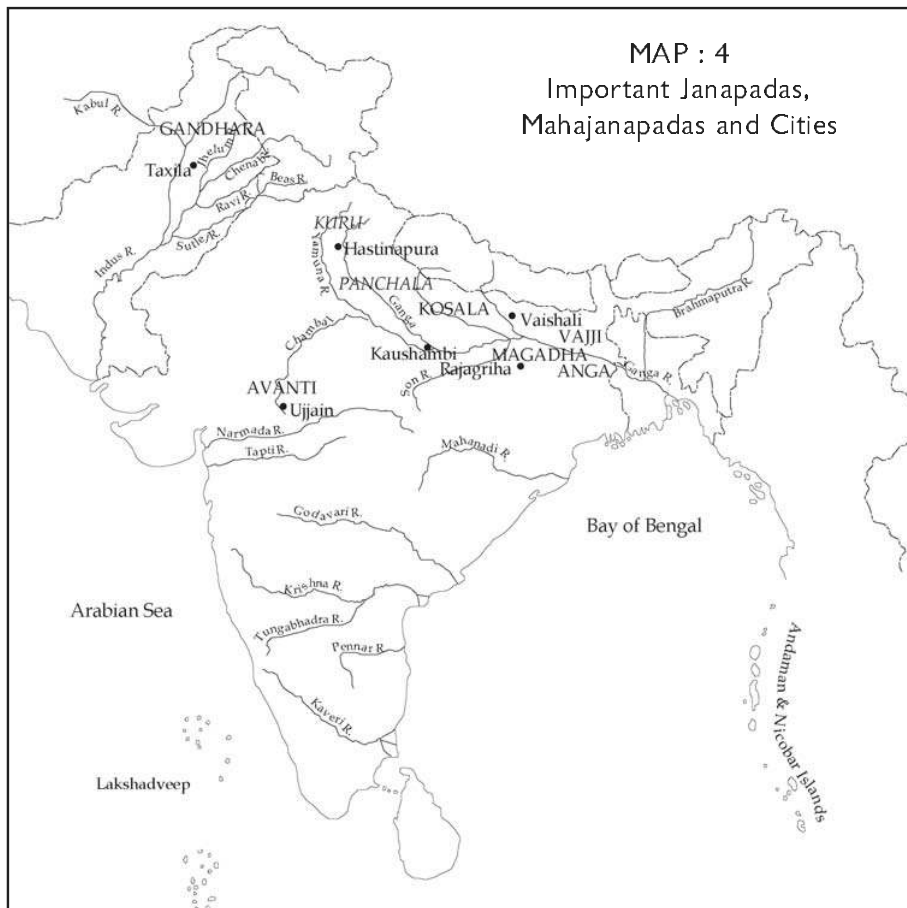 MAP : 4
Important Janapadas,
Mahajanapadas and Cities
Kabul R.
GANDHARA
Jhelum
Taxila
Chenab R.
Beas R.
Ravi R.
Sutlej R.
Indus R.
KURU
Hastinapura
Yamuna R.
PANCHALA
Ganga
KOSALA
Brahmaputra R.
Vaishali
VAJJI
Chambal
Kaushambi
MAGADHA
Rajagriha
ANGA
Ganga R.
Son R.
AVANTI
Ujjain
Narmada R.
Tapti R.
Mahanadi R.
Godavari R.
Bay of Bengal
Krishna R.
Arabian Sea
Tungabhadra R.
Pennar R.
Kaveri R.
Andaman & Nicobar Islands
Lakshadveep